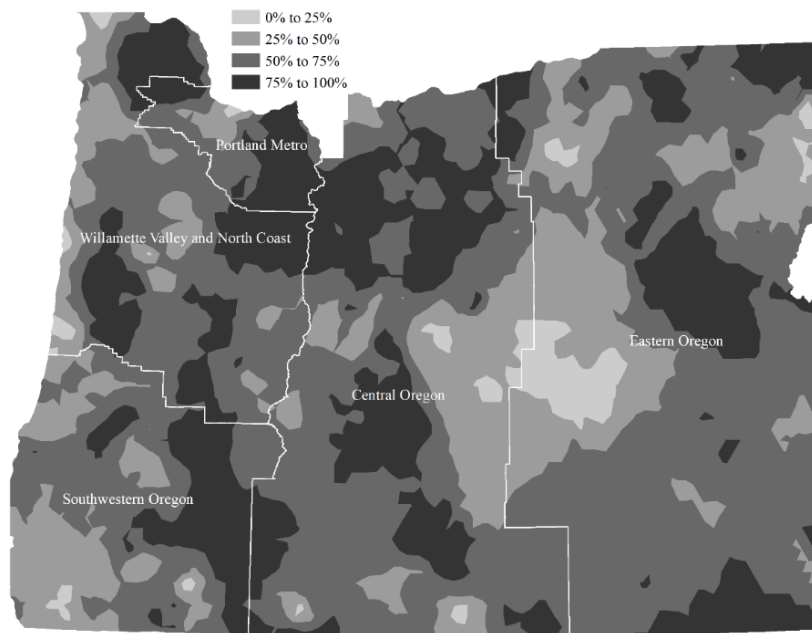 0% to 25%
25% to 50%
50% to 75%
75% to 100%
Portland Metro
Willamette Valley and North Coast
Eastern Oregon
Central Oregon
Southwestern Oregon